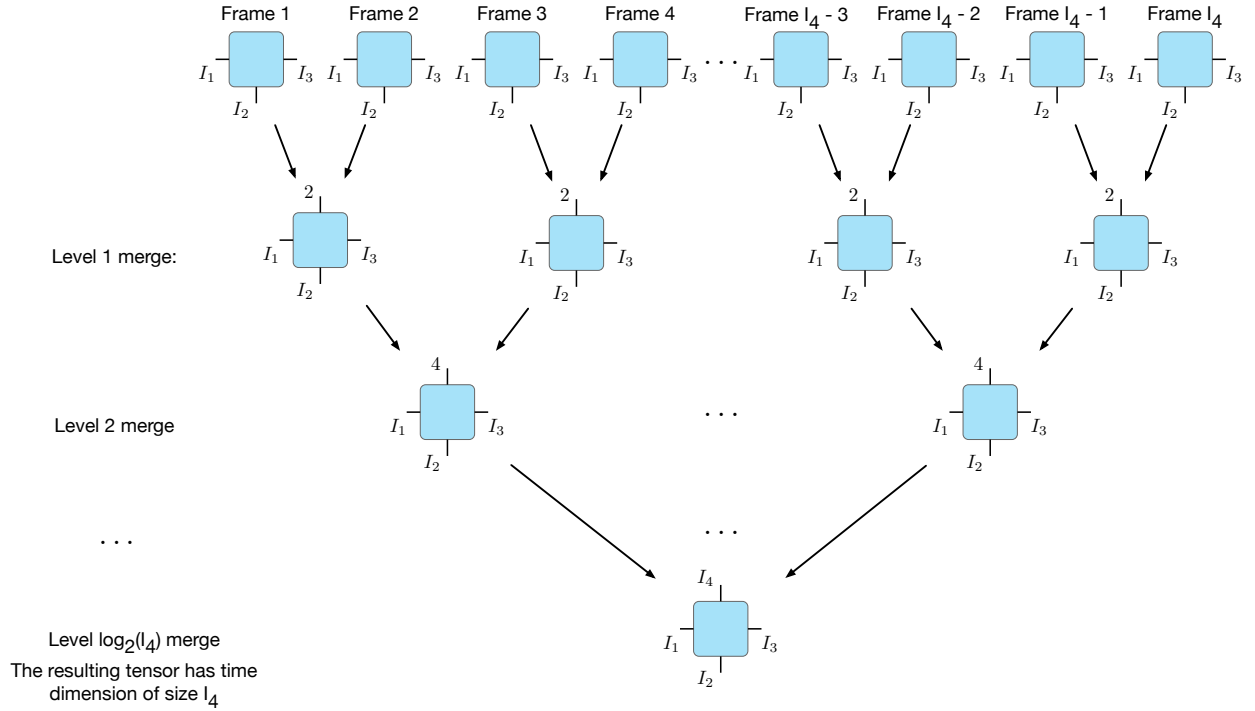 Frame 1 Frame 2 Frame 3 Frame 4 Frame I₄ - 3 Frame I₄ - 2 Frame I₄ - 1 Frame I₄
I₁ I₃ I₁ I₃ I₁ I₃ I₁ I₃ ... I₁ I₃ I₁ I₃ I₁ I₃ I₁ I₃
I₂ I₂ I₂ I₂ I₂ I₂ I₂ I₂
2 2 2 2
Level 1 merge: I₁ I₃ I₁ I₃ I₁ I₃ I₁ I₃
I₂ I₂ I₂ I₂
4 4
Level 2 merge I₁ I₃ ... I₁ I₃
I₂ I₂
... ...
I₄
Level log₂(I₄) merge I₁ I₃
The resulting tensor has time
dimension of size I₄
I₂